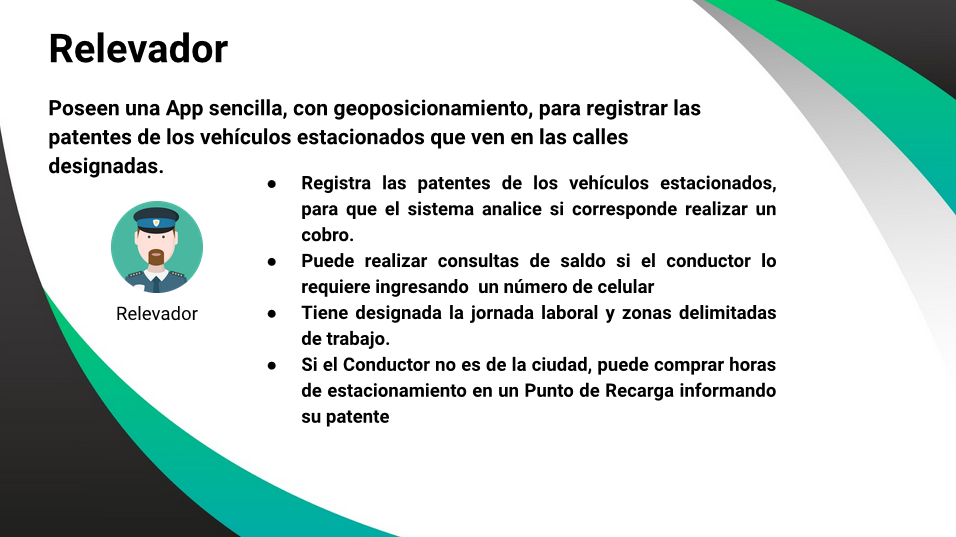 Relevador
Poseen una App sencilla, con geoposicionamiento, para registrar las
patentes de los vehículos estacionados que ven en las calles
designadas.
● Registra las patentes de los vehículos estacionados,
para que el sistema analice si corresponde realizar un
cobro.
● Puede realizar consultas de saldo si el conductor lo
requiere ingresando  un número de celular
● Tiene designada la jornada laboral y zonas delimitadas
de trabajo.
● Si el Conductor no es de la ciudad, puede comprar horas
de estacionamiento en un Punto de Recarga informando
su patente
Relevador